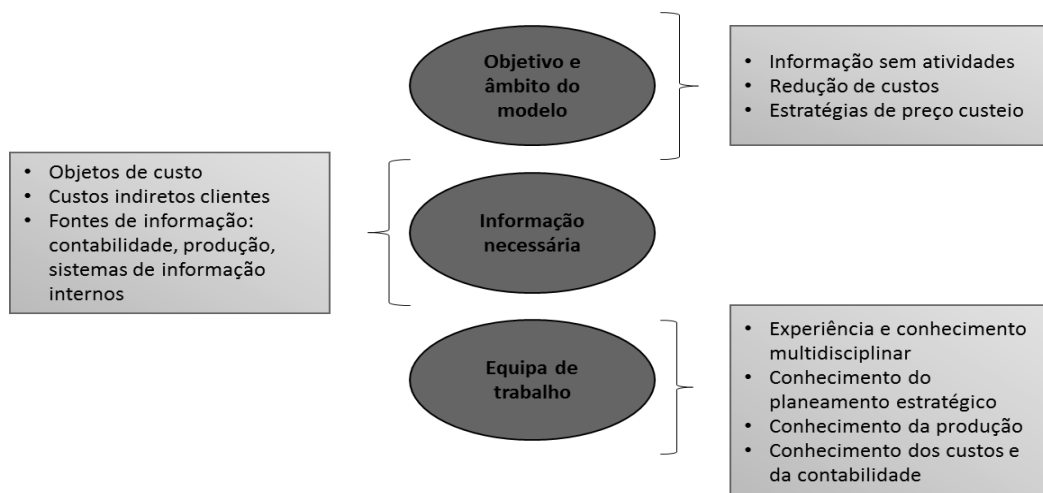 Objetivo e
âmbito do
modelo
• Informação sem atividades
• Redução de custos
• Estratégias de preço custeio
• Objetos de custo
• Custos indiretos clientes
• Fontes de informação:
contabilidade, produção,
sistemas de informação
internos
Informação
necessária
Equipa de
trabalho
• Experiência e conhecimento
multidisciplinar
• Conhecimento do
planeamento estratégico
• Conhecimento da produção
• Conhecimento dos custos e
da contabilidade